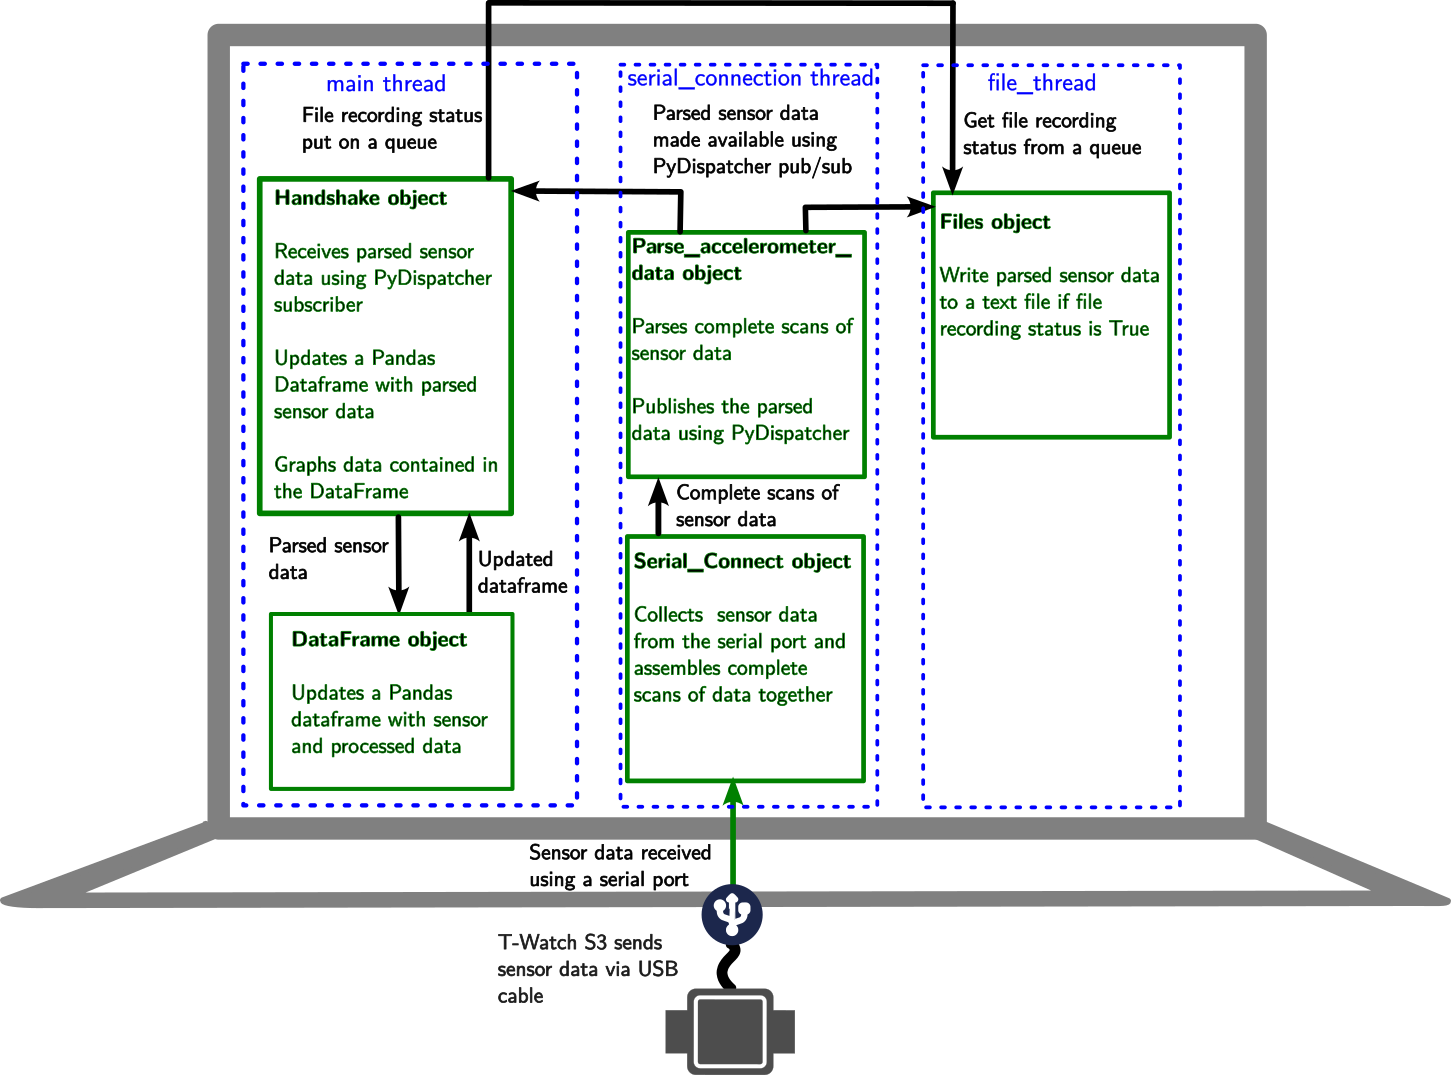 main thread
File recording status
put on a queue
Handshake object
Receives parsed sensor
data using PyDispatcher
subscriber
Updates a Pandas
Dataframe with parsed
sensor data
Graphs data contained in
the DataFrame
Parsed sensor
data
Updated
dataframe
DataFrame object
Updates a Pandas
dataframe with sensor
and processed data
serial_connection thread
Parsed sensor data
made available using
PyDispatcher pub/sub
Parse_accelerometer_
data object
Parses complete scans of
sensor data
Publishes the parsed
data using PyDispatcher
Complete scans of
sensor data
Serial_Connect object
Collects  sensor data
from the serial port and
assembles complete
scans of data together
file_thread
Get file recording
status from a queue
Files object
Write parsed sensor data
to a text file if file
recording status is True
Sensor data received
using a serial port
T-Watch S3 sends
sensor data via USB
cable